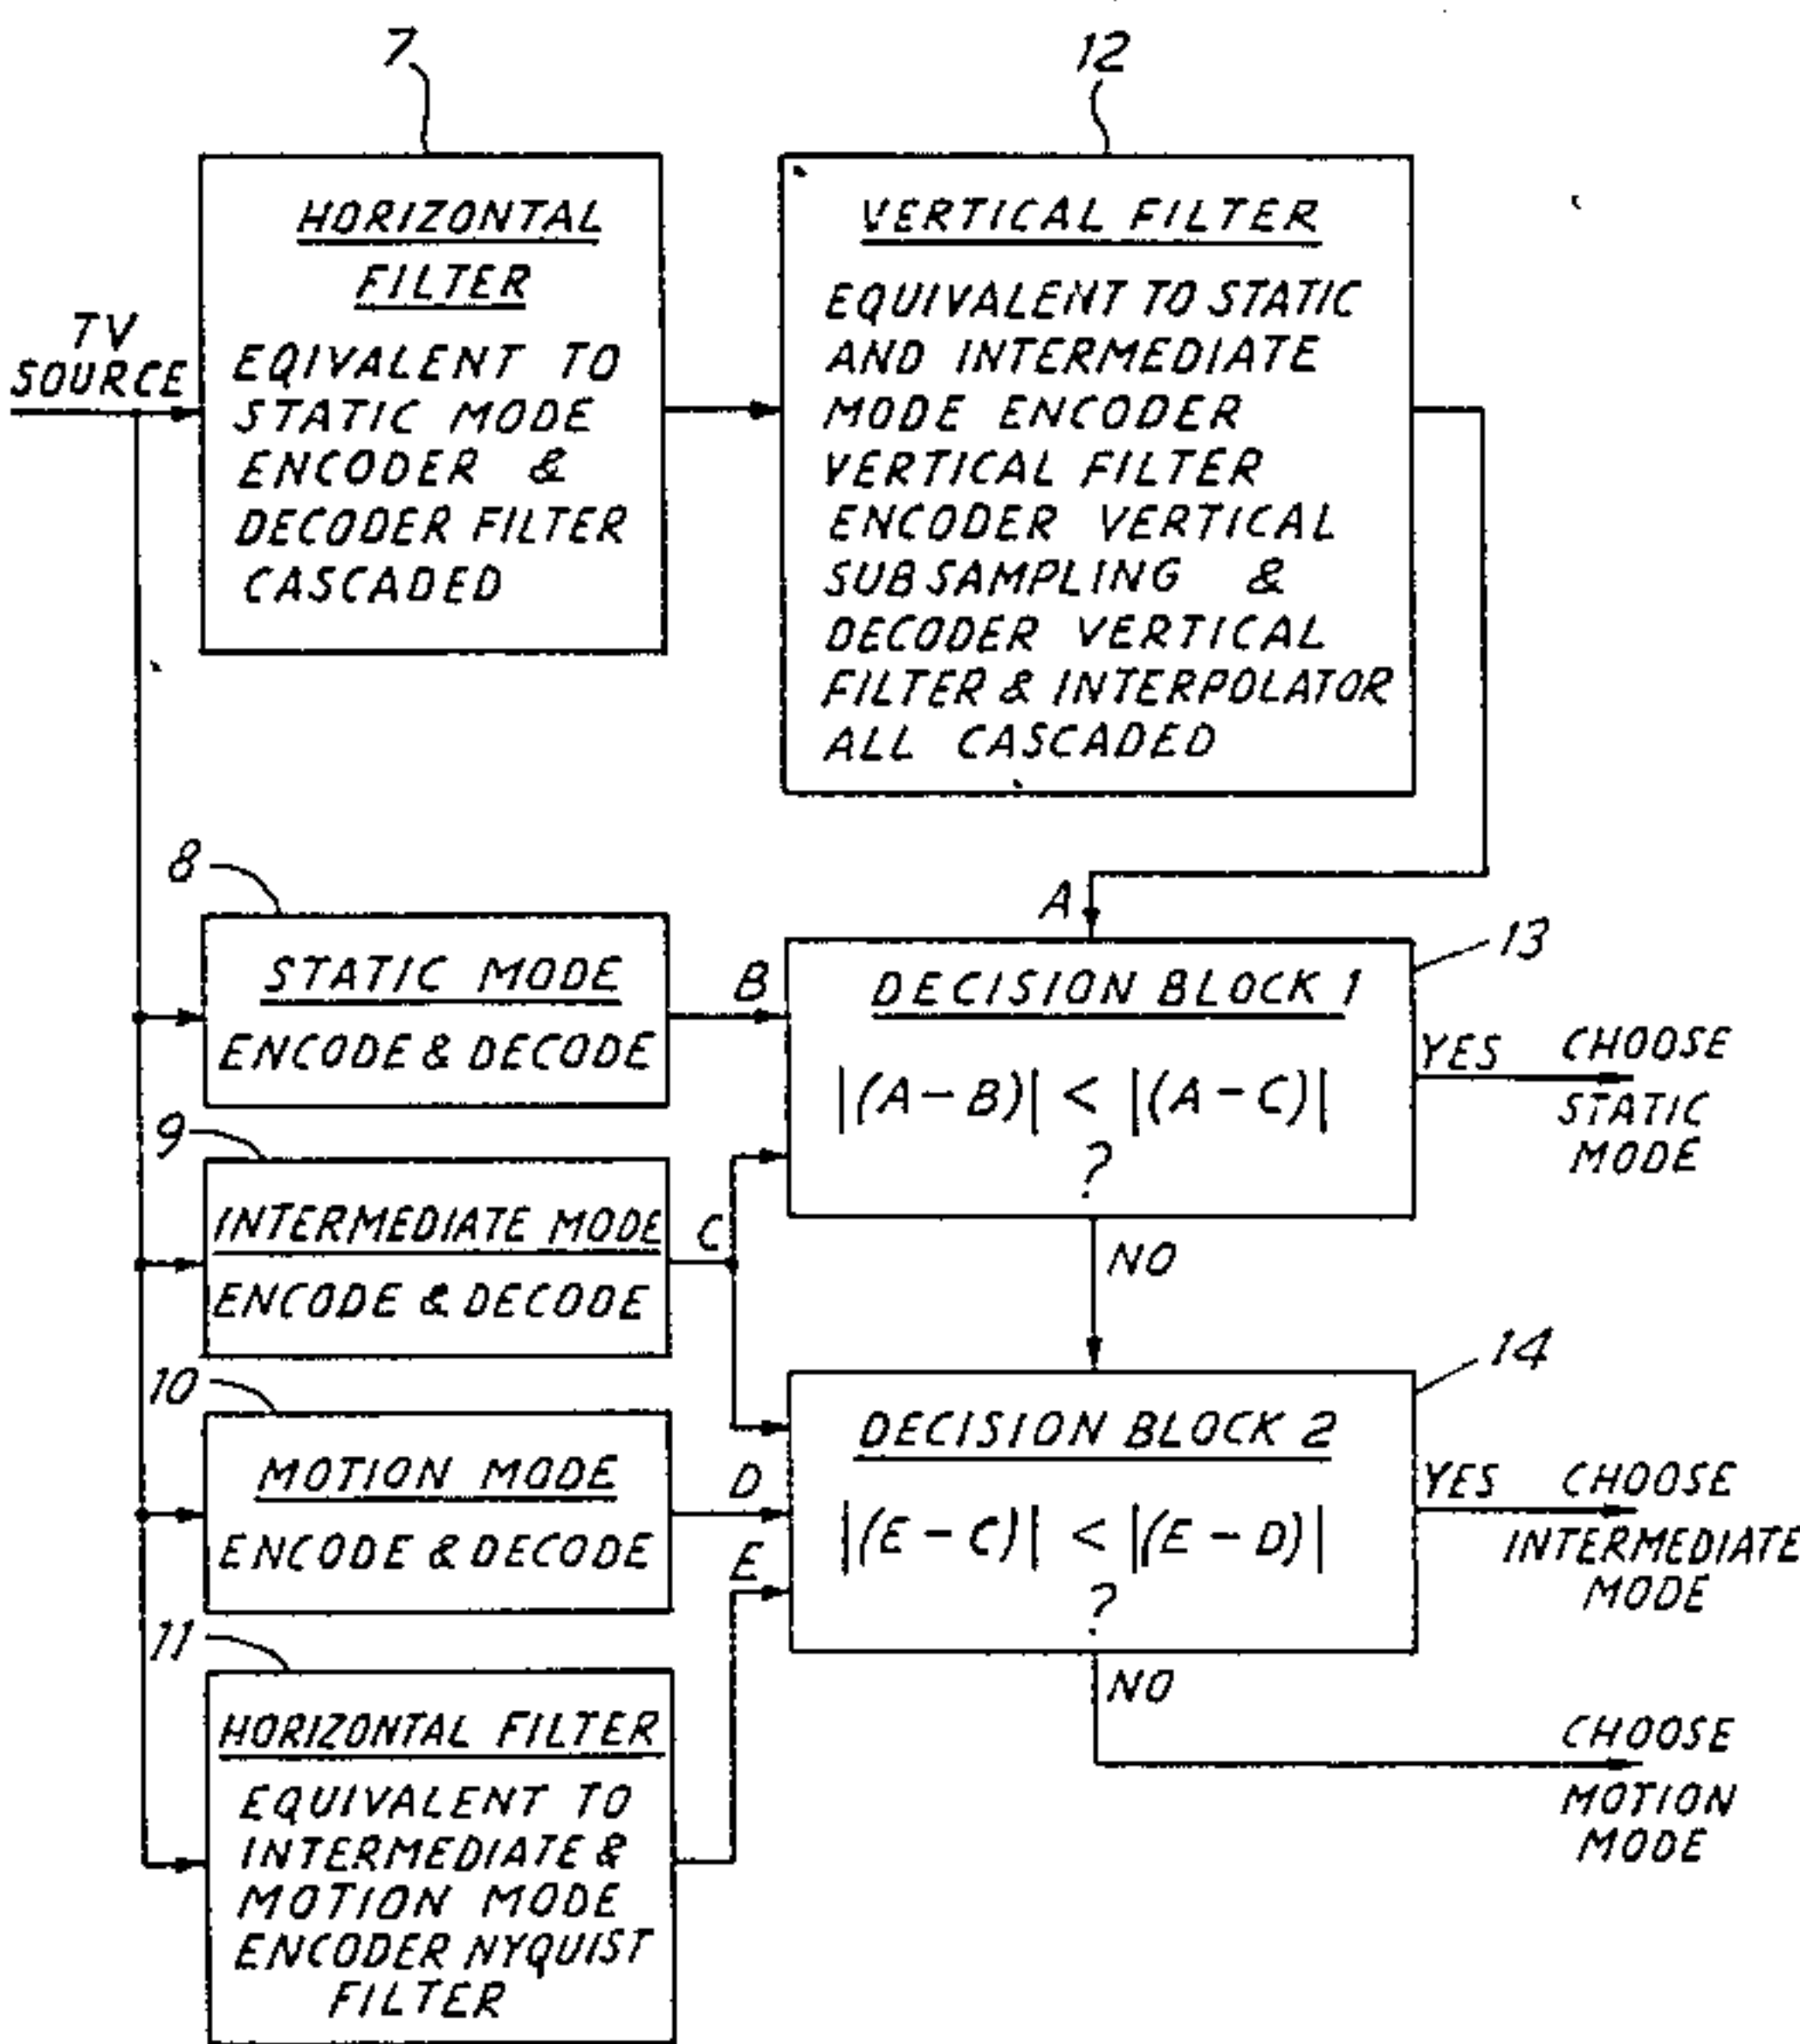 7
12
TV
SOURCE
HORIZONTAL
FILTER
EQIVALENT TO
STATIC MODE
ENCODER &
DECODER FILTER
CASCADED
VERTICAL FILTER
EQUIVALENT TO STATIC
AND INTERMEDIATE
MODE ENCODER
VERTICAL FILTER
ENCODER VERTICAL
SUBSAMPLING &
DECODER VERTICAL
FILTER & INTERPOLATOR
ALL CASCADED
8
STATIC MODE
ENCODE & DECODE
A
B
13
DECISION BLOCK 1
|(A-B)| < |(A-C)|
?
YES
CHOOSE
STATIC
MODE
9
INTERMEDIATE MODE
ENCODE & DECODE
C
NO
10
MOTION MODE
ENCODE & DECODE
D
E
14
DECISION BLOCK 2
|(E-C)| < |(E-D)|
?
YES
CHOOSE
INTERMEDIATE
MODE
11
HORIZONTAL FILTER
EQUIVALENT TO
INTERMEDIATE &
MOTION MODE
ENCODER NYQUIST
FILTER
NO
CHOOSE
MOTION
MODE